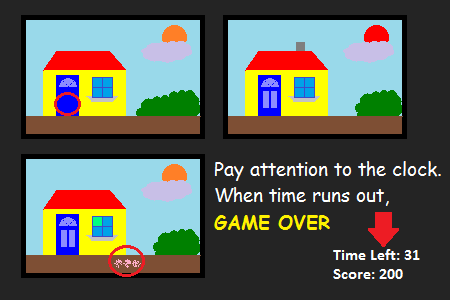 Pay attention to the clock.
When time runs out,
GAME OVER
Time Left: 31
Score: 200